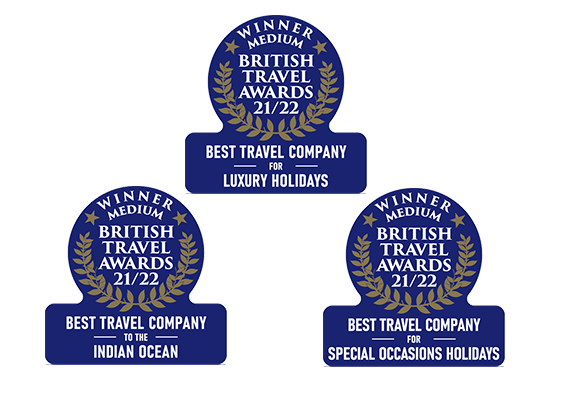 WINNER
MEDIUM
BRITISH
TRAVEL
AWARDS
21/22
BEST TRAVEL COMPANY
FOR
LUXURY HOLIDAYS
WINNER
MEDIUM
BRITISH
TRAVEL
AWARDS
21/22
BEST TRAVEL COMPANY
TO THE
INDIAN OCEAN
WINNER
MEDIUM
BRITISH
TRAVEL
AWARDS
21/22
BEST TRAVEL COMPANY
FOR
SPECIAL OCCASIONS HOLIDAYS